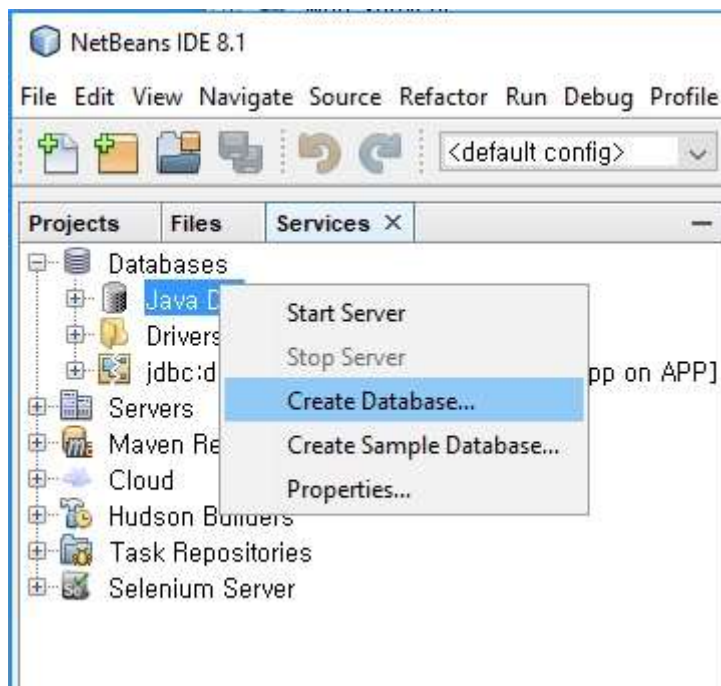 NetBeans IDE 8.1
File Edit View Navigate Source Refactor Run Debug Profile
<default config>
Projects Files Services
Databases
Java
Start Server
Drivers
Stop Server
jdbc:d pp on APP]
Create Database...
Servers
Create Sample Database...
Maven Re
Cloud
Properties...
Hudson Builders
Task Repositories
Selenium Server